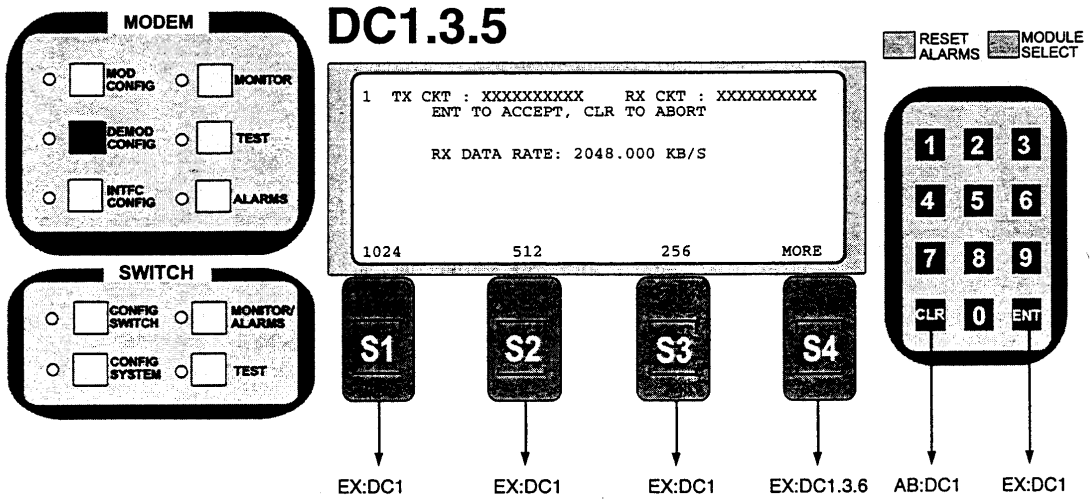 DC1.3.5
MODEM
MOD CONFIG
MONITOR
DEMOD CONFIG
TEST
INTFC CONFIG
ALARMS
SWITCH
CONFIG SWITCH
MONITOR/ ALARMS
CONFIG SYSTEM
TEST
1 TX CKT : XXXXXXXXXX RX CKT : XXXXXXXXXX
ENT TO ACCEPT, CLR TO ABORT
RX DATA RATE: 2048.000 KB/S
1024 512 256 MORE
S1 S2 S3 S4
EX:DC1 EX:DC1 EX:DC1 EX:DC1.3.6
RESET ALARMS
MODULE SELECT
1 2 3
4 5 6
7 8 9
CLR 0 ENT
AB:DC1 EX:DC1